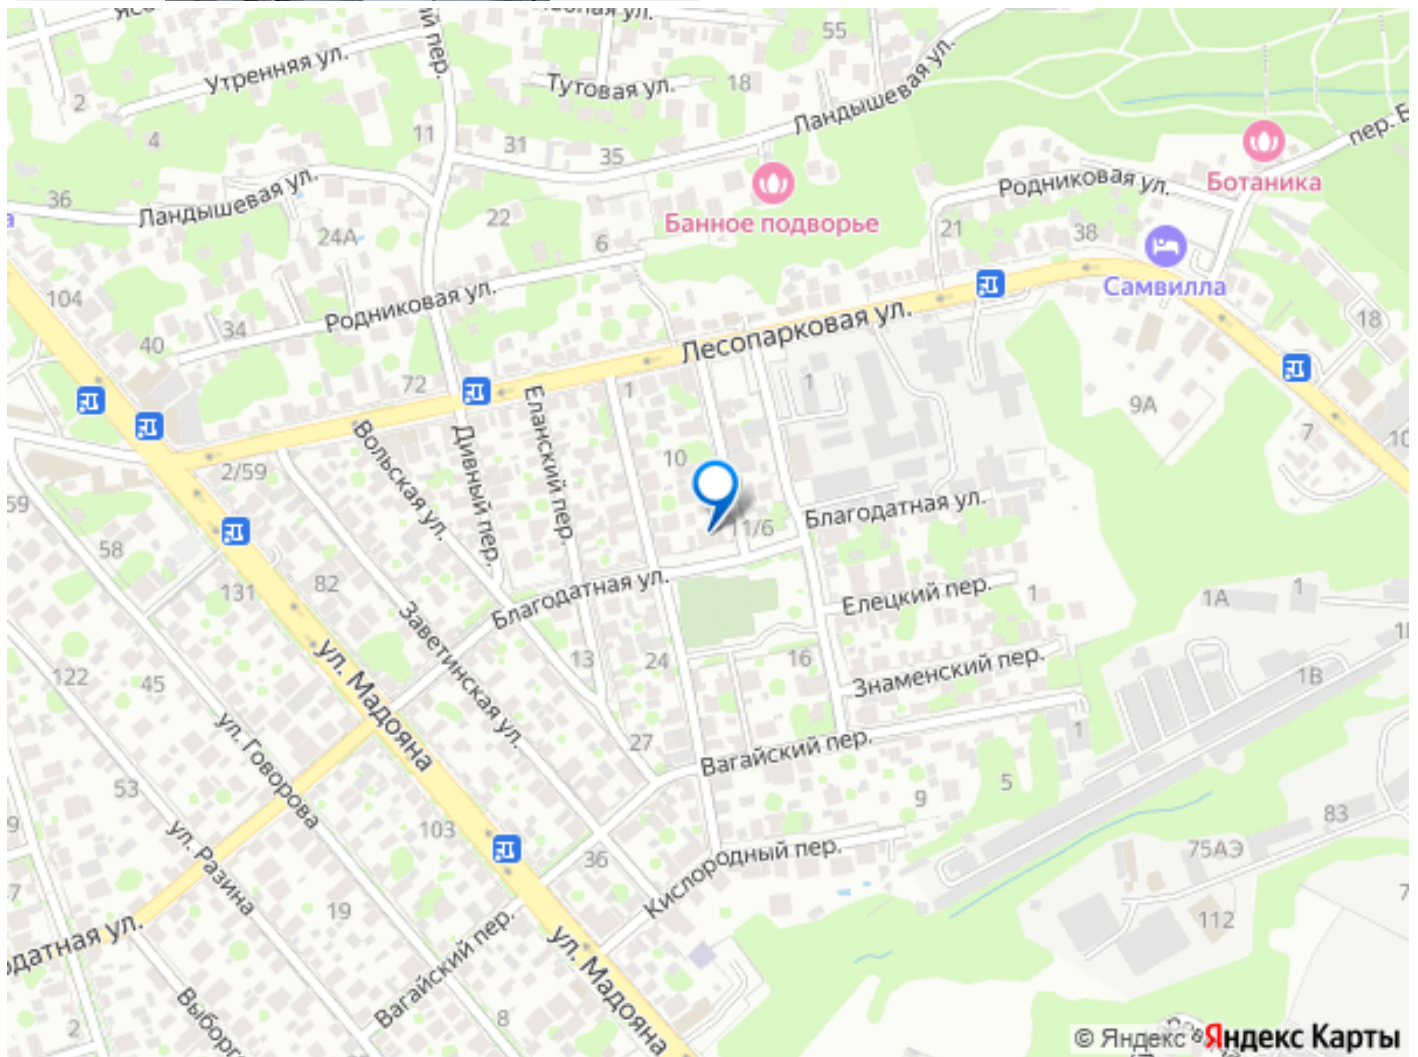 55
Утренняя ул.
Тутовая ул.
18
2
Ландышевая ул.
4
11
31
35
пер.
36
Ландышевая ул.
Родниковая ул.
Ботаника
22
Банное подворье
24А
6
21
38
Самвилла
104
Родниковая ул.
34
40
Лесопарковая ул.
18
72
1
1
9А
7
Еланский пер.
Вольская ул.
Дивный пер.
10
2/59
59
11/6
Благодатная ул.
58
131
82
Благодатная ул.
Елецкий пер.
1
1А
1
Заветинская ул.
ул. Мадояна
13
24
16
Знаменский пер.
1В
122
45
ул. Говорова
27
Вагайский пер.
1
53
5
9
103
83
ул. Разина
36
Кислородный пер.
75АЭ
19
112
Вагайский пер.
ул. Мадояна
2
8
© Яндекс Яндекс Карты